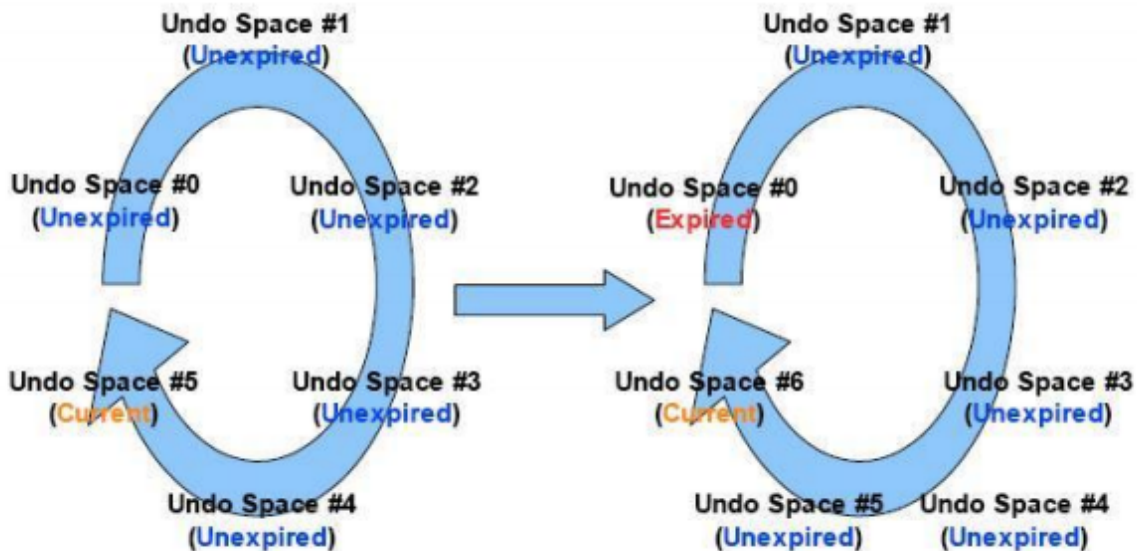 Undo Space #1
(Unexpired)
Undo Space #0
(Unexpired)
Undo Space #2
(Unexpired)
Undo Space #5
(Current)
Undo Space #3
(Unexpired)
Undo Space #4
(Unexpired)
Undo Space #1
(Unexpired)
Undo Space #0
(Expired)
Undo Space #2
(Unexpired)
Undo Space #6
(Current)
Undo Space #3
(Unexpired)
Undo Space #5
(Unexpired)
Undo Space #4
(Unexpired)